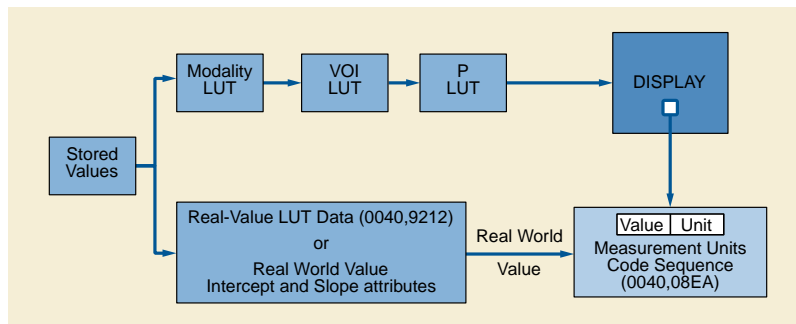 Modality
LUT
VOI
LUT
P
LUT
DISPLAY
Stored
Values
Real-Value LUT Data (0040,9212)
or
Real World Value
Intercept and Slope attributes
Real World
Value
Value Unit
Measurement Units
Code Sequence
(0040,08EA)